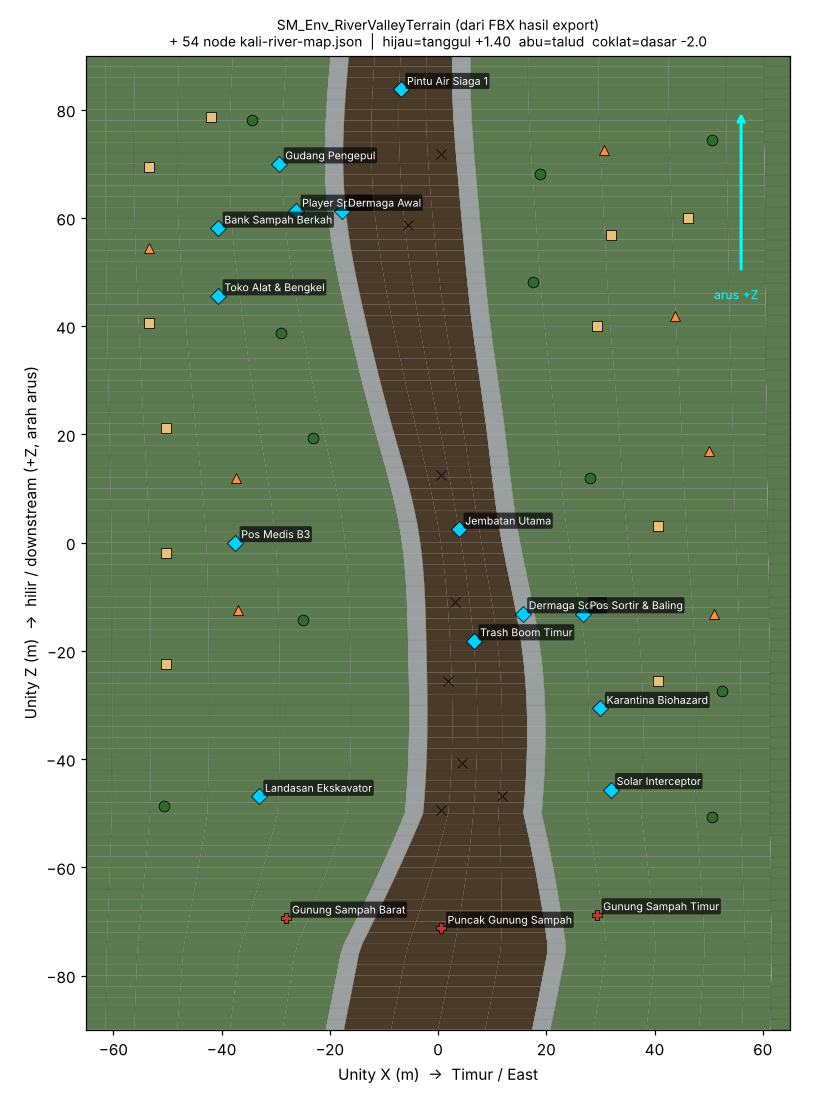 SM_Env_RiverValleyTerrain (dari FBX hasil export)
+ 54 node kali-river-map.json | hijau=tanggul +1.40 abu=talud coklat=dasar -2.0
Pintu Air Siaga 1
Gudang Pengepul
Player Sp
Dermaga Awal
Bank Sampah Berkah
Toko Alat & Bengkel
arus +Z
Jembatan Utama
Pos Medis B3
Dermaga So
Pos Sortir & Baling
Trash Boom Timur
Karantina Biohazard
Solar Interceptor
Landasan Ekskavator
Gunung Sampah Barat
Puncak Gunung Sampah
Gunung Sampah Timur
80
60
40
20
0
−20
−40
−60
−80
−60
−40
−20
0
20
40
60
Unity X (m) → Timur / East
Unity Z (m) → hilir / downstream (+Z, arah arus)